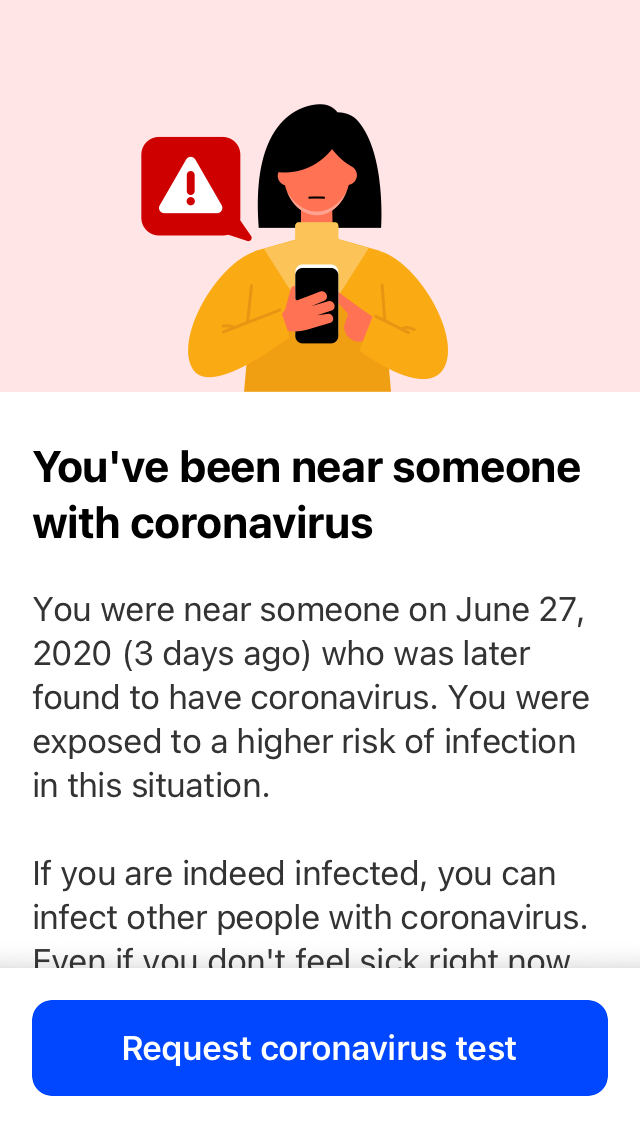 You've been near someone
with coronavirus
You were near someone on June 27,
2020 (3 days ago) who was later
found to have coronavirus. You were
exposed to a higher risk of infection
in this situation.
If you are indeed infected, you can
infect other people with coronavirus.
Even if you don't feel sick right now
Request coronavirus test